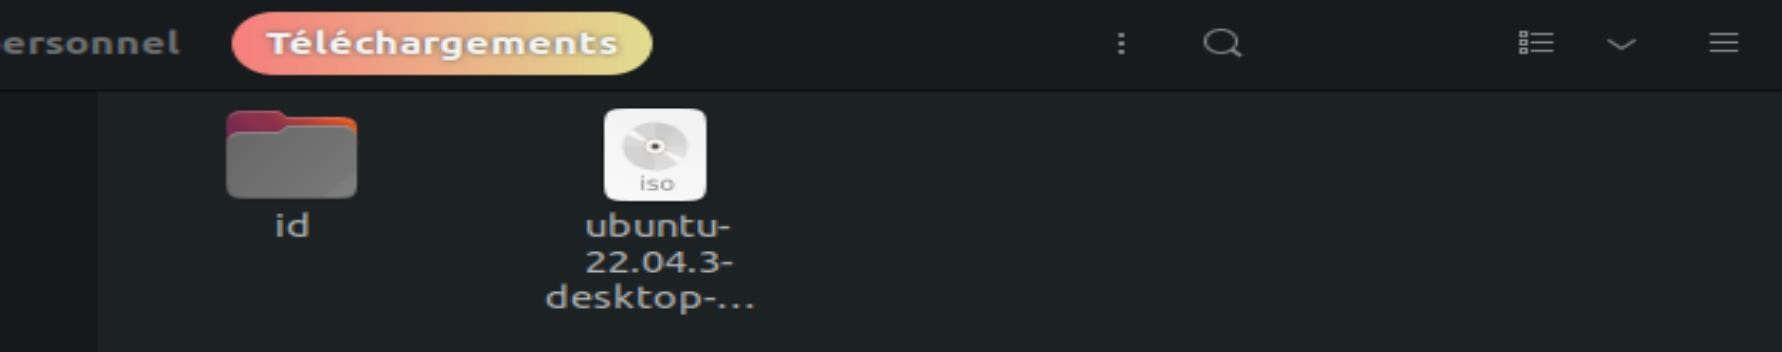 ersonnel Téléchargements
iso
id
ubuntu-
22.04.3-
desktop-...